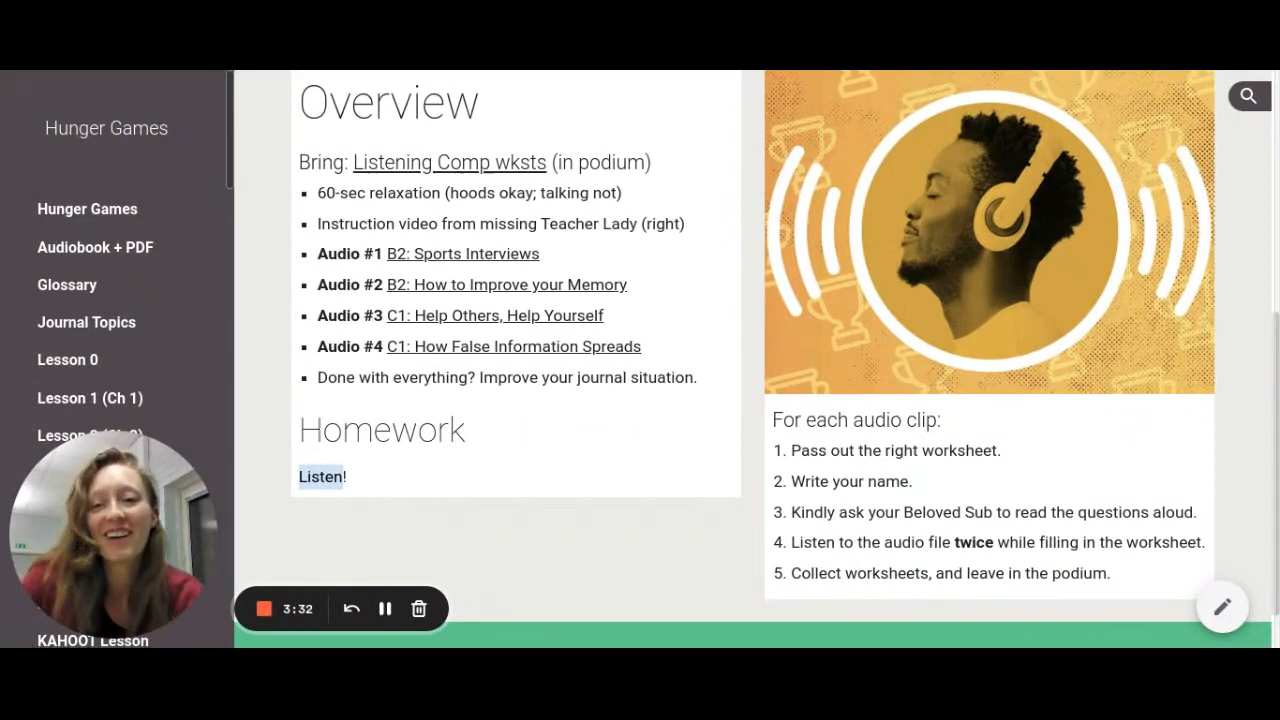 Hunger Games
Hunger Games
Audiobook + PDF
Glossary
Journal Topics
Lesson 0
Lesson 1 (Ch 1)
KAHOOT Lesson
3:32
Overview
Bring: Listening Comp wksts (in podium)
60-sec relaxation (hoods okay; talking not)
Instruction video from missing Teacher Lady (right)
Audio #1 B2: Sports Interviews
Audio #2 B2: How to Improve your Memory
Audio #3 C1: Help Others, Help Yourself
Audio #4 C1: How False Information Spreads
Done with everything? Improve your journal situation.
Homework
Listen!
For each audio clip:
1. Pass out the right worksheet.
2. Write your name.
3. Kindly ask your Beloved Sub to read the questions aloud.
4. Listen to the audio file twice while filling in the worksheet.
5. Collect worksheets, and leave in the podium.